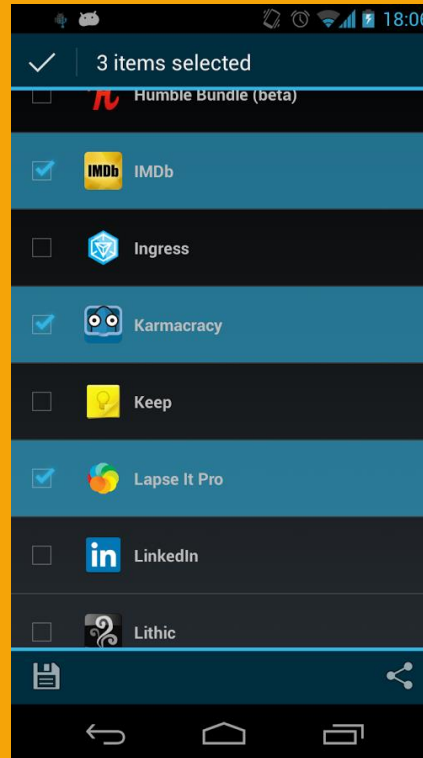 18:06
3 items selected
Humble Bundle (beta)
IMDb IMDb
Ingress
Karmacracy
Keep
Lapse It Pro
in LinkedIn
Lithic